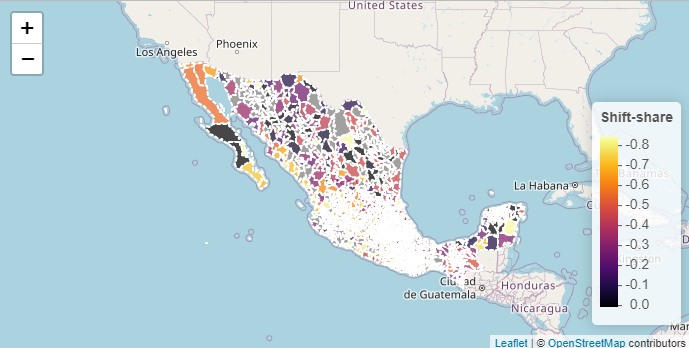 United States
+
−
Phoenix
Los Angeles
Shift-share
-0.8
-0.7
-0.6
-0.5
-0.4
-0.3
-0.2
-0.1
0.0
Bahamas
La Habana
Ciudad
de Guatemala
Honduras
Nicaragua
Leaflet | © OpenStreetMap contributors